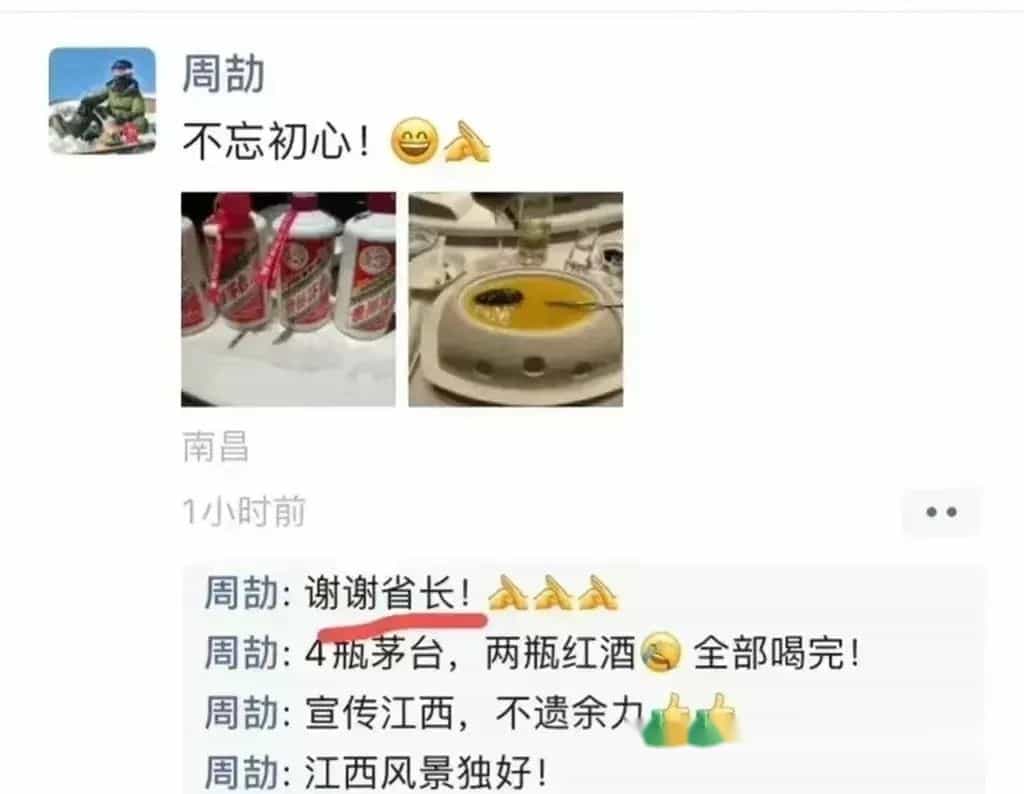 周劼
不忘初心！😄🙏
南昌
1小时前
周劼: 谢谢省长！🙏🙏🙏
周劼: 4瓶茅台，两瓶红酒🤮 全部喝完！
周劼: 宣传江西，不遗余力👍👍
周劼: 江西风景独好！